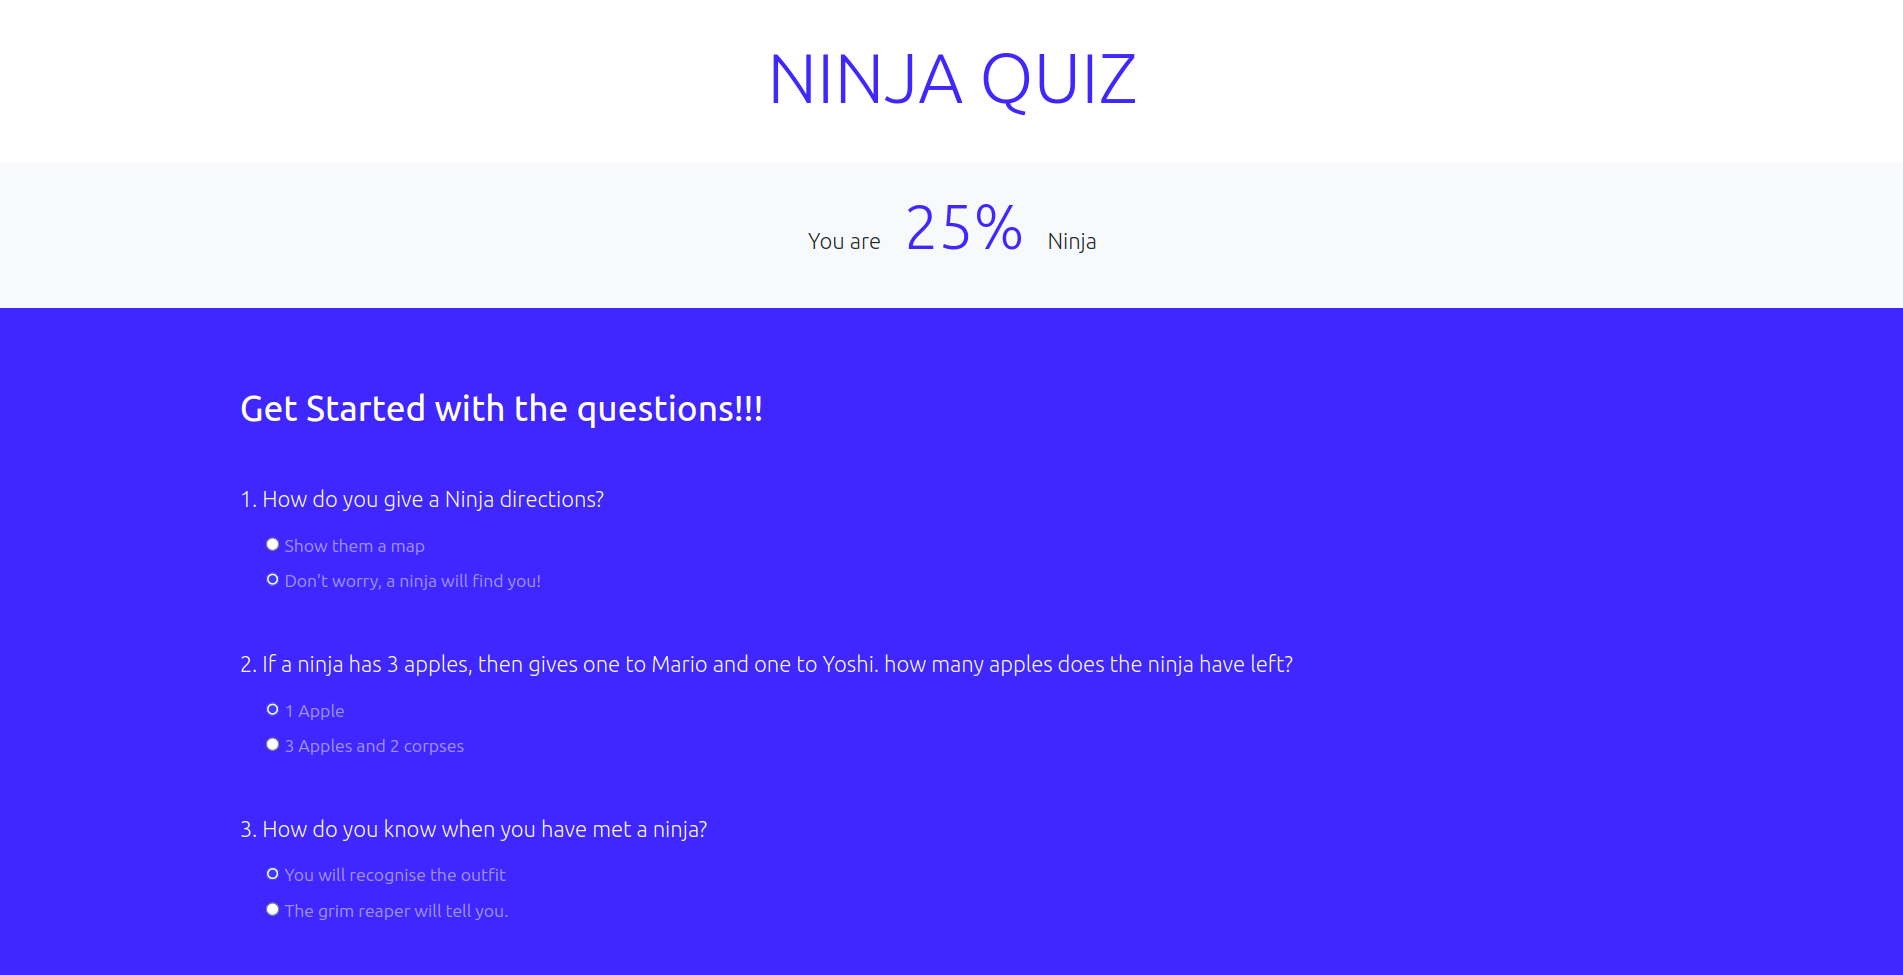 NINJA QUIZ
You are 25% Ninja
Get Started with the questions!!!
1. How do you give a Ninja directions?
Show them a map
Don't worry, a ninja will find you!
2. If a ninja has 3 apples, then gives one to Mario and one to Yoshi. how many apples does the ninja have left?
1 Apple
3 Apples and 2 corpses
3. How do you know when you have met a ninja?
You will recognise the outfit
The grim reaper will tell you.